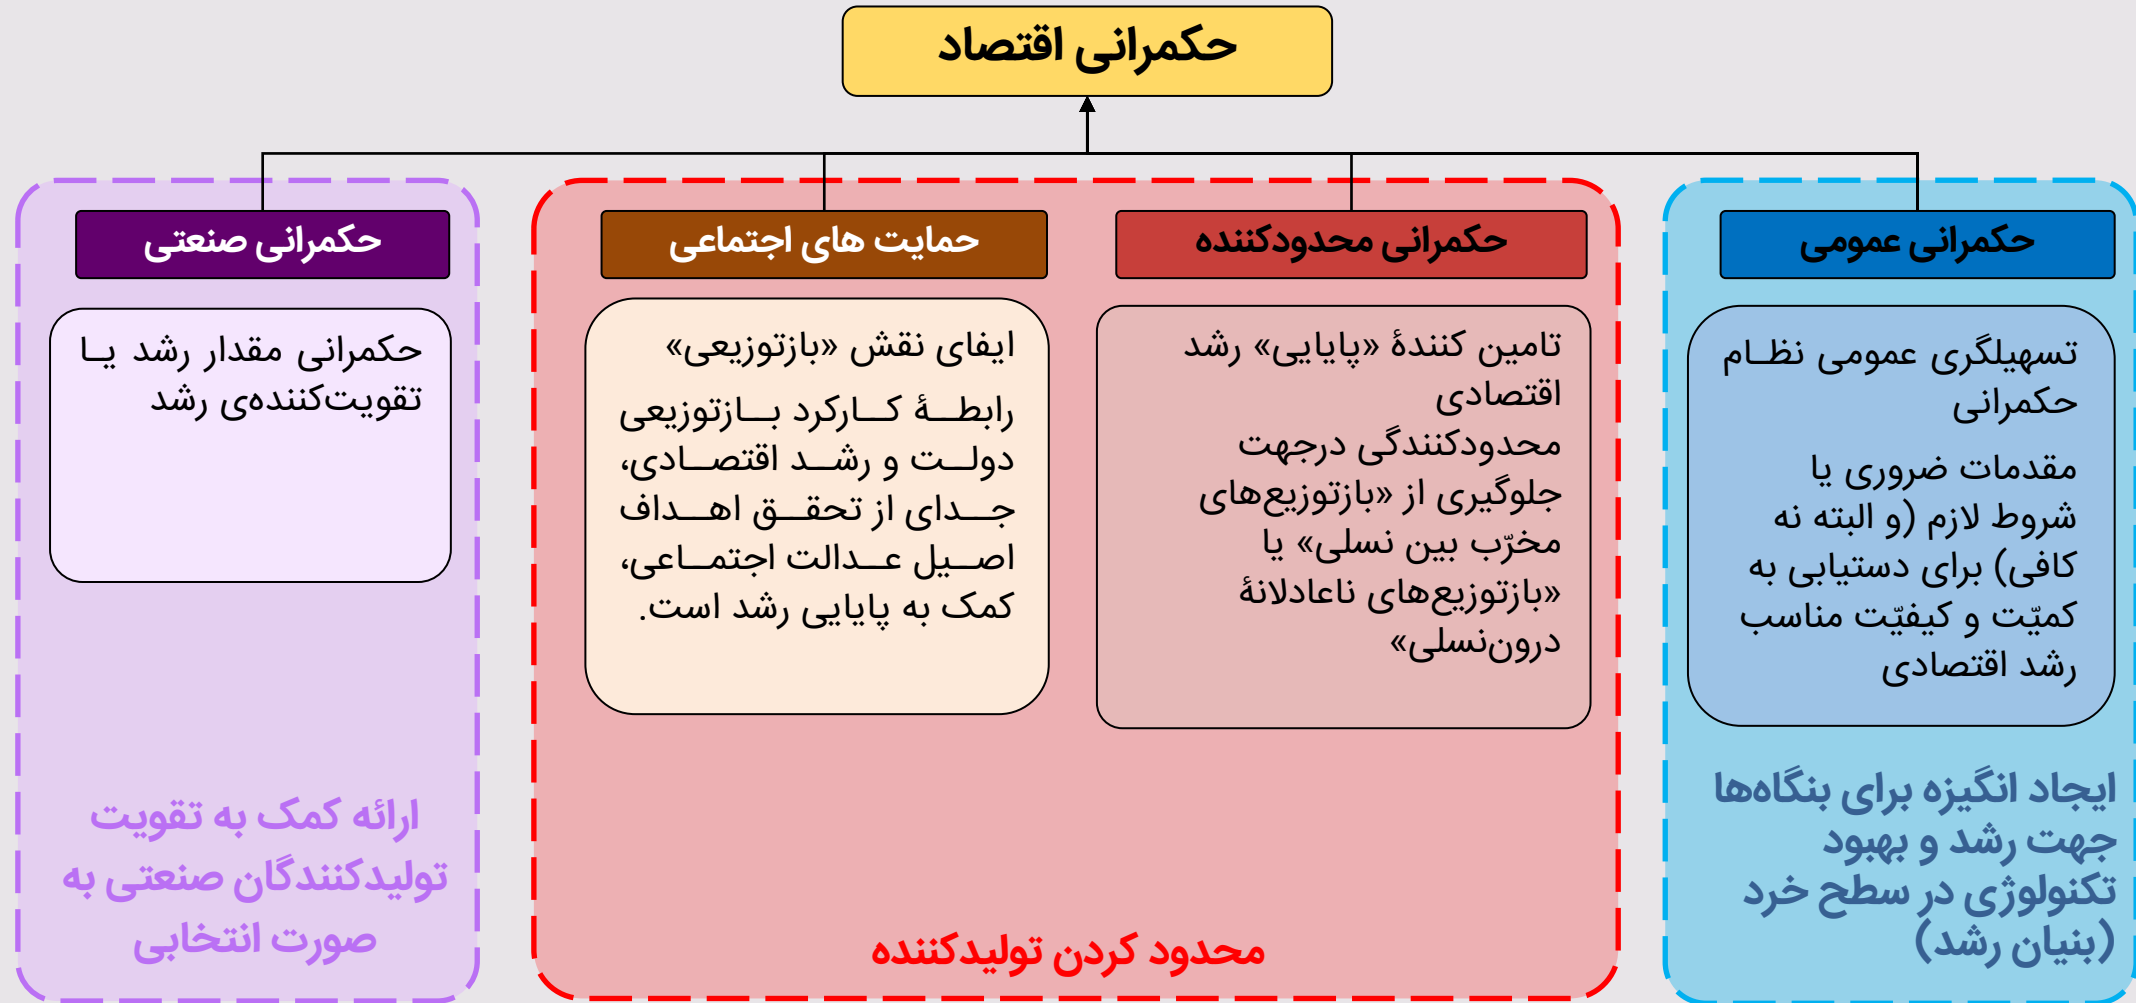 حکمرانی اقتصاد
حکمرانی عمومی
تسهیلگری عمومی نظام
حکمرانی
مقدمات ضروری یا
شروط لازم (و البته نه
کافی) برای دستیابی به
کمیّت و کیفیّت مناسب
رشد اقتصادی
ایجاد انگیزه برای بنگاه‌ها
جهت رشد و بهبود
تکنولوژی در سطح خرد
(بنیان رشد)
حکمرانی محدودکننده
تامین کنندهٔ «پایایی» رشد
اقتصادی
محدودکنندگی درجهت
جلوگیری از «بازتوزیع‌های
مخرّب بین نسلی» یا
«بازتوزیع‌های ناعادلانهٔ
درون‌نسلی»
حمایت های اجتماعی
ایفای نقش «بازتوزیعی»
رابطهٔ کارکرد بازتوزیعی
دولت و رشد اقتصادی،
جدای از تحقق اهداف
اصیل عدالت اجتماعی،
کمک به پایایی رشد است.
محدود کردن تولیدکننده
حکمرانی صنعتی
حکمرانی مقدار رشد یا
تقویت‌کننده‌ی رشد
ارائه کمک به تقویت
تولیدکنندگان صنعتی به
صورت انتخابی